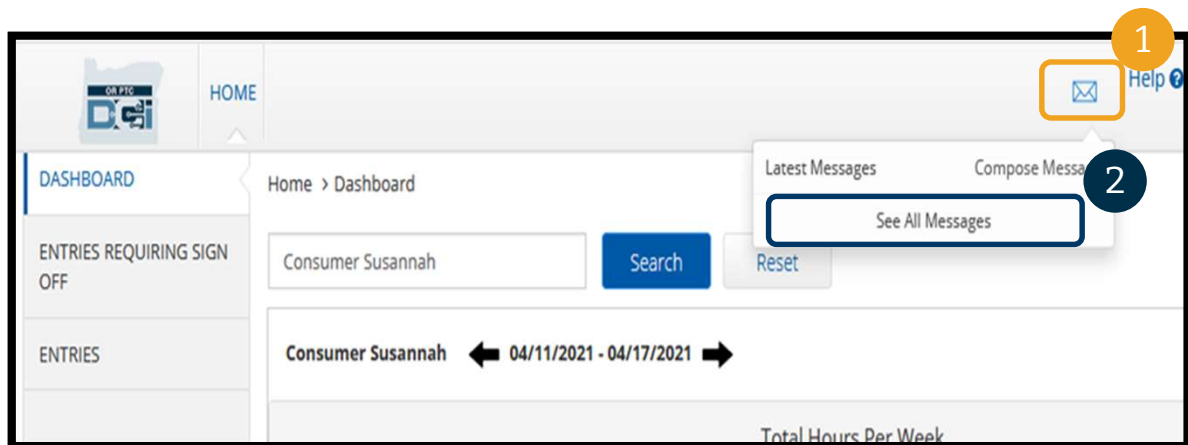 1
OR PTC
DCi
HOME
Help ?
DASHBOARD
Home > Dashboard
Latest Messages
Compose Messa
2
See All Messages
ENTRIES REQUIRING SIGN
OFF
Consumer Susannah
Search
Reset
ENTRIES
Consumer Susannah
04/11/2021 - 04/17/2021
Total Hours Per Week